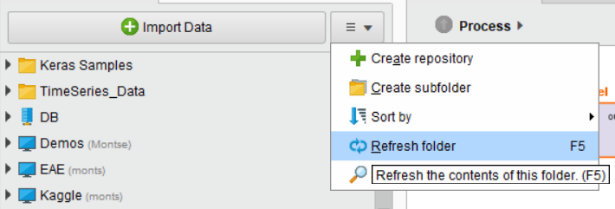 Import Data
Process
Create repository
Keras Samples
Create subfolder
TimeSeries_Data
Sort by
DB
Demos (Montse)
Refresh folder F5
EAE (monts)
Refresh the contents of this folder. (F5)
Kaggle (monts)
el